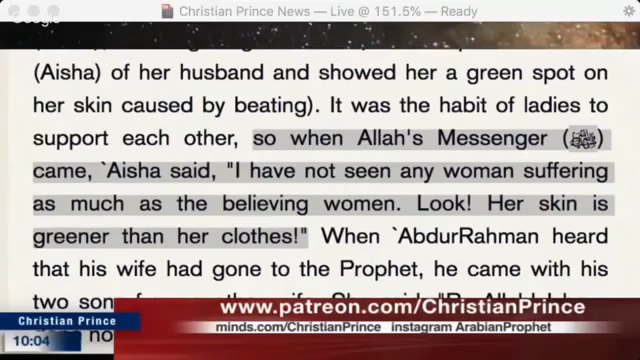 Christian Prince News — Live @ 151.5% — Ready
(Aisha) of her husband and showed her a green spot on
her skin caused by beating). It was the habit of ladies to
support each other, so when Allah's Messenger (ﷺ)
came, `Aisha said, "I have not seen any woman suffering
as much as the believing women. Look! Her skin is
greener than her clothes!" When `AbdurRahman heard
that his wife had gone to the Prophet, he came with his
two
www.patreon.com/ChristianPrince
minds.com/ChristianPrince instagram ArabianProphet
Christian Prince
10:04